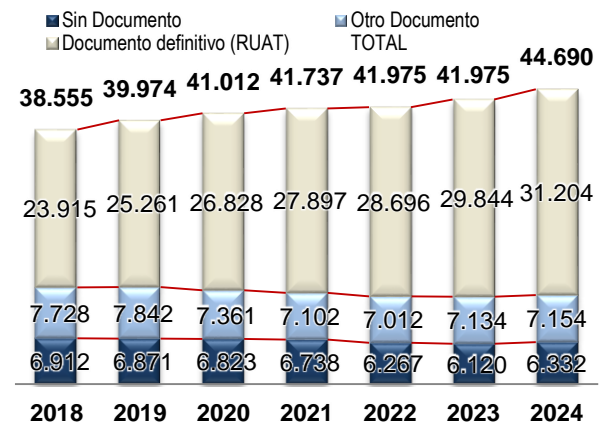 Sin Documento
Otro Documento
Documento definitivo (RUAT)
TOTAL
38.555 39.974 41.012 41.737 41.975 41.975 44.690
23.915 25.261 26.828 27.897 28.696 29.844 31.204
7.728 7.842 7.361 7.102 7.012 7.134 7.154
6.912 6.871 6.823 6.738 6.267 6.120 6.332
2018 2019 2020 2021 2022 2023 2024